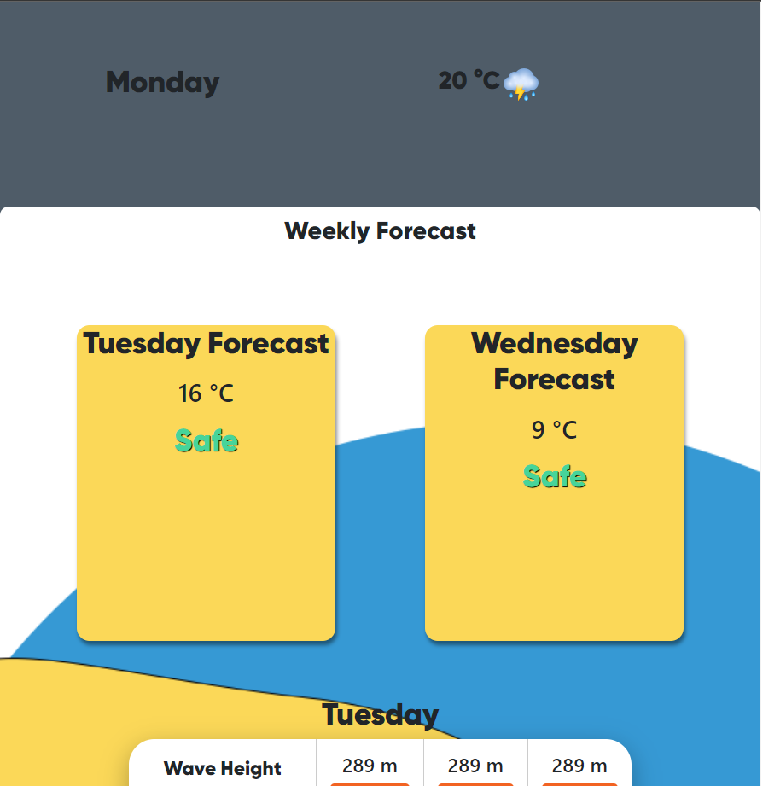 Monday 20 °C
Weekly Forecast
Tuesday Forecast
16 °C
Safe
Wednesday
Forecast
9 °C
Safe
Tuesday
Wave Height 289 m 289 m 289 m